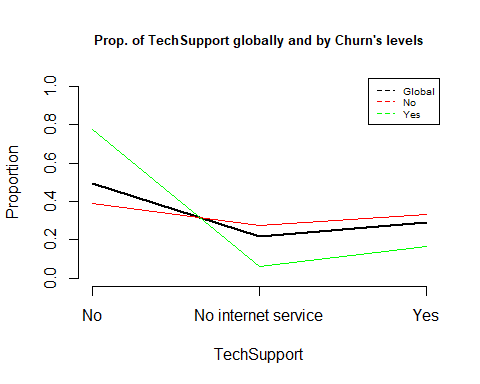 Prop. of TechSupport globally and by Churn's levels
Global
No
Yes
Proportion
1.0
0.8
0.6
0.4
0.2
0.0
No
No internet service
Yes
TechSupport